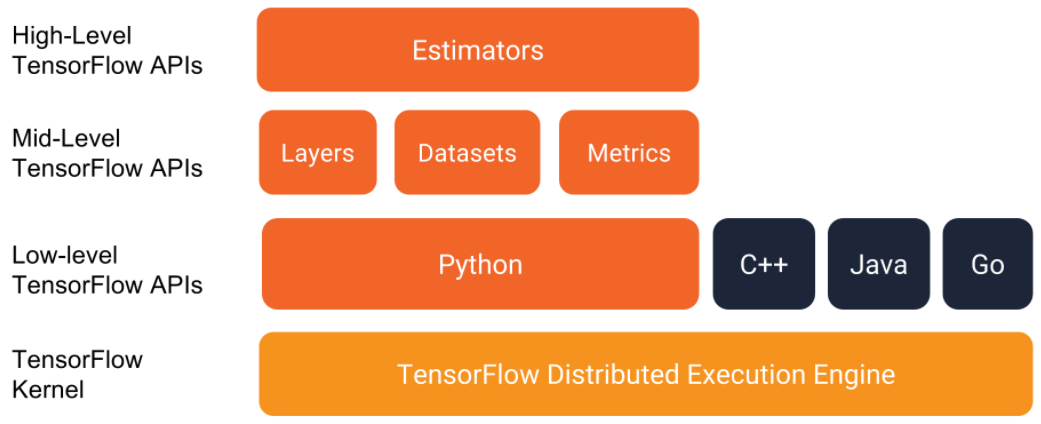 High-Level
TensorFlow APIs
Estimators
Mid-Level
TensorFlow APIs
Layers
Datasets
Metrics
Low-level
TensorFlow APIs
Python
C++
Java
Go
TensorFlow
Kernel
TensorFlow Distributed Execution Engine